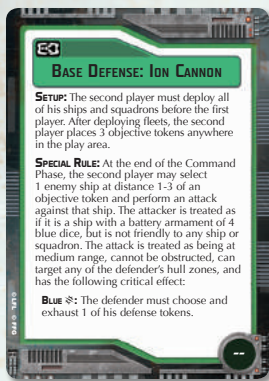 BASE DEFENSE: ION CANNON
SETUP: The second player must deploy all
of his ships and squadrons before the first
player. After deploying fleets, the second
player places 3 objective tokens anywhere
in the play area.
SPECIAL RULE: At the end of the Command
Phase, the second player may select
1 enemy ship at distance 1-3 of an
objective token and perform an attack
against that ship. The attacker is treated as
if it is a ship with a battery armament of 4
blue dice, but is not friendly to any ship or
squadron. The attack is treated as being at
medium range, cannot be obstructed, can
target any of the defender's hull zones, and
has the following critical effect:
BLUE : The defender must choose and
exhaust 1 of his defense tokens.
©LFL ©FFG
--